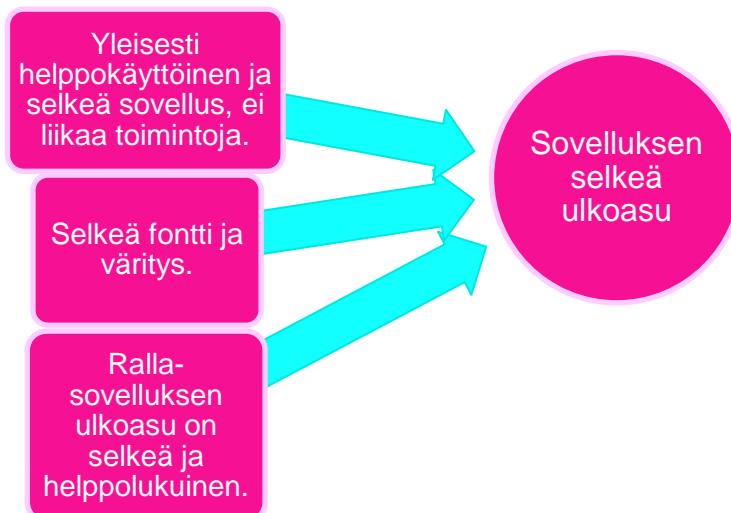 Yleisesti
helppokäyttöinen ja
selkeä sovellus, ei
liikaa toimintoja.
Selkeä fontti ja
väritys.
Ralla-
sovelluksen
ulkoasu on
selkeä ja
helppolukuinen.
Sovelluksen
selkeä
ulkoasu